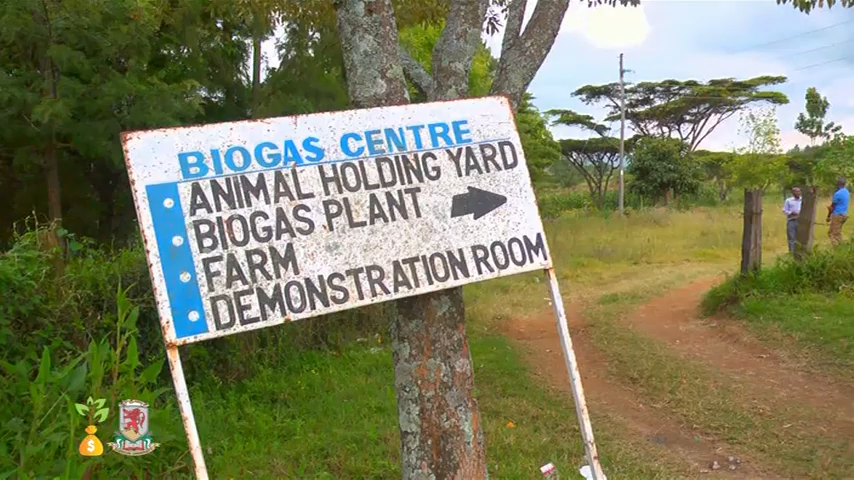 BIOGAS CENTRE
ANIMAL HOLDING YARD
BIOGAS PLANT
FARM
DEMONSTRATION ROOM
$